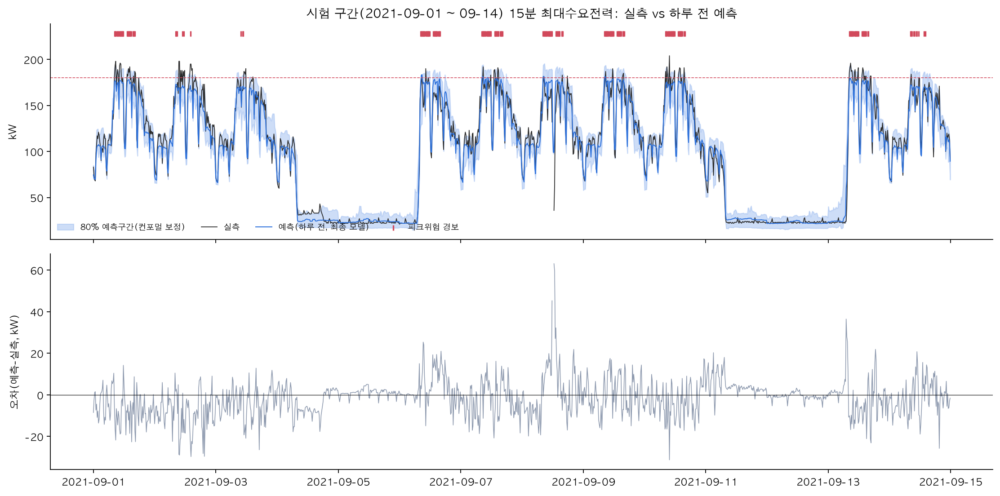 시험 구간(2021-09-01 ~ 09-14) 15분 최대수요전력: 실측 vs 하루 전 예측
kW
200
150
100
50
80% 예측구간(컨포멀 보정)
실측
예측(하루 전, 최종 모델)
피크위험 경보
오차(예측-실측, kW)
60
40
20
0
-20
2021-09-01
2021-09-03
2021-09-05
2021-09-07
2021-09-09
2021-09-11
2021-09-13
2021-09-15